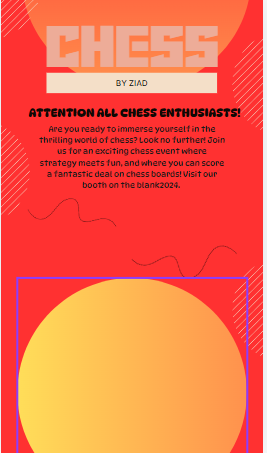 CHESS
BY ZIAD
ATTENTION ALL CHESS ENTHUSIASTS!
Are you ready to immerse yourself in the
thrilling world of chess? Look no further! Join
us for an exciting chess event where
strategy meets fun, and where you can score
a fantastic deal on chess boards! Visit our
booth on the blank2024.